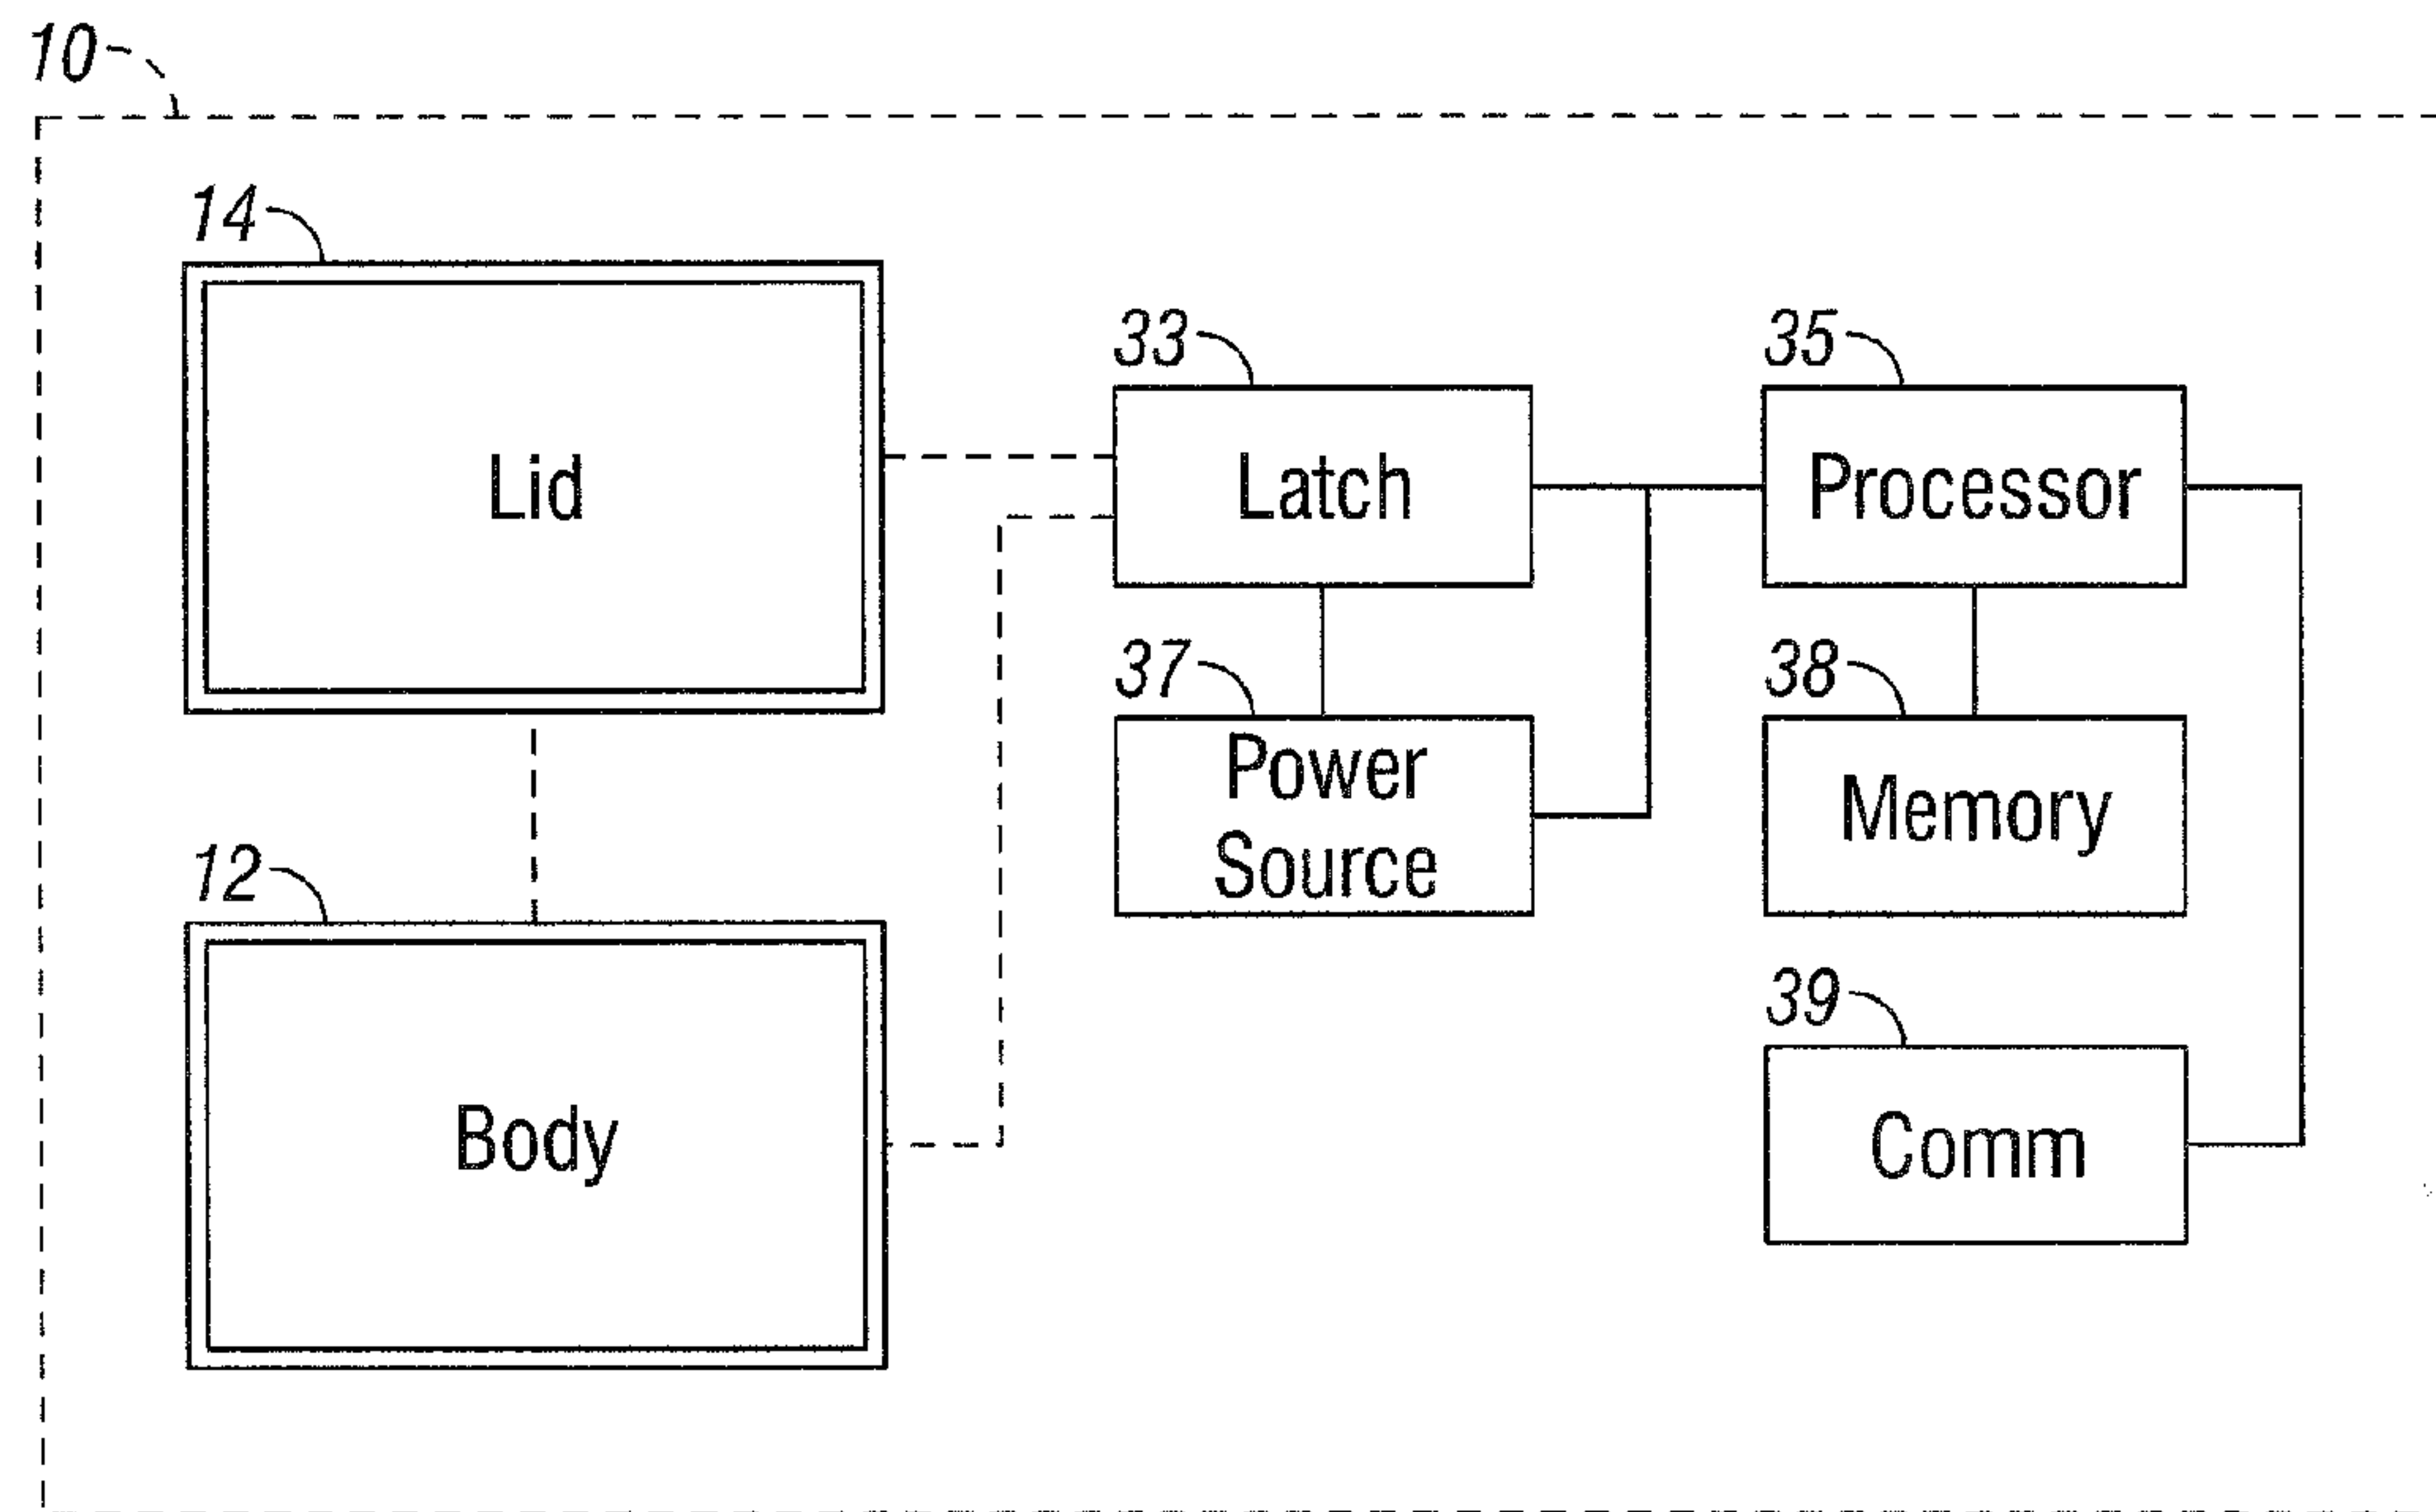 10
14
Lid
33
Latch
35
Processor
37
Power
Source
38
Memory
12
Body
39
Comm